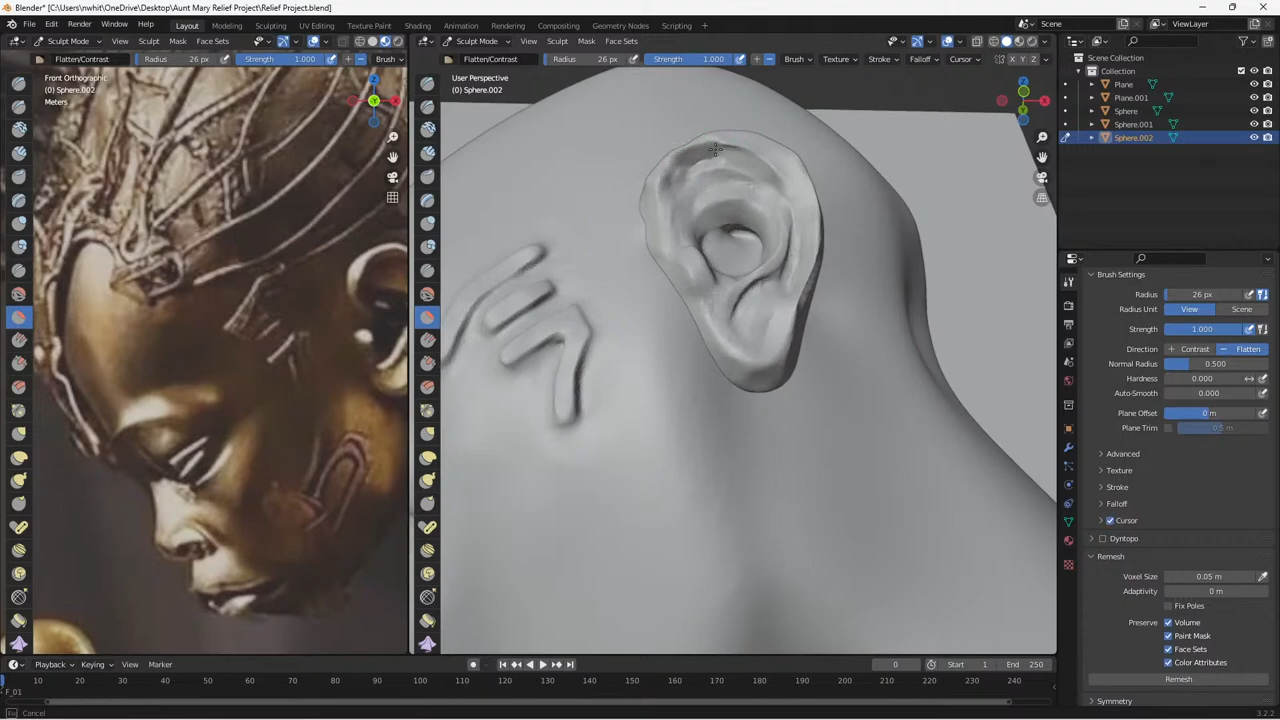 Blender* [C:\Users\nwhit\OneDrive\Desktop\Aunt Mary Relief Project\Relief Project.blend]
File Edit Render Window Help Layout Modeling Sculpting UV Editing Texture Paint Shading Animation Rendering Compositing Geometry Nodes Scripting + Scene ViewLayer
Sculpt Mode View Sculpt Mask Face Sets Sculpt Mode View Sculpt Mask Face Sets
Flatten/Contrast Radius 26 px Strength 1.000 + − Brush Flatten/Contrast Radius 26 px Strength 1.000 + − Brush Texture Stroke Falloff Cursor X Y Z
Front Orthographic
(0) Sphere.002
Meters
Z
Y
X
User Perspective
(0) Sphere.002
Z
X
Y
Scene Collection
Collection
Plane
Plane.001
Sphere
Sphere.001
Sphere.002
Brush Settings
Radius 26 px
Radius Unit View Scene
Strength 1.000
Direction + Contrast − Flatten
Normal Radius 0.500
Hardness 0.000
Auto-Smooth 0.000
Plane Offset 0 m
Plane Trim 0.5 m
Advanced
Texture
Stroke
Falloff
Cursor
Dyntopo
Remesh
Voxel Size 0.05 m
Adaptivity 0 m
Fix Poles
Preserve Volume
Paint Mask
Face Sets
Color Attributes
Remesh
Symmetry
Playback Keying View Marker 0 Start 1 End 250
10 20 30 40 50 60 70 80 90 100 110 120 130 140 150 160 170 180 190 200 210 220 230 240
F_01
Cancel 3.2.2